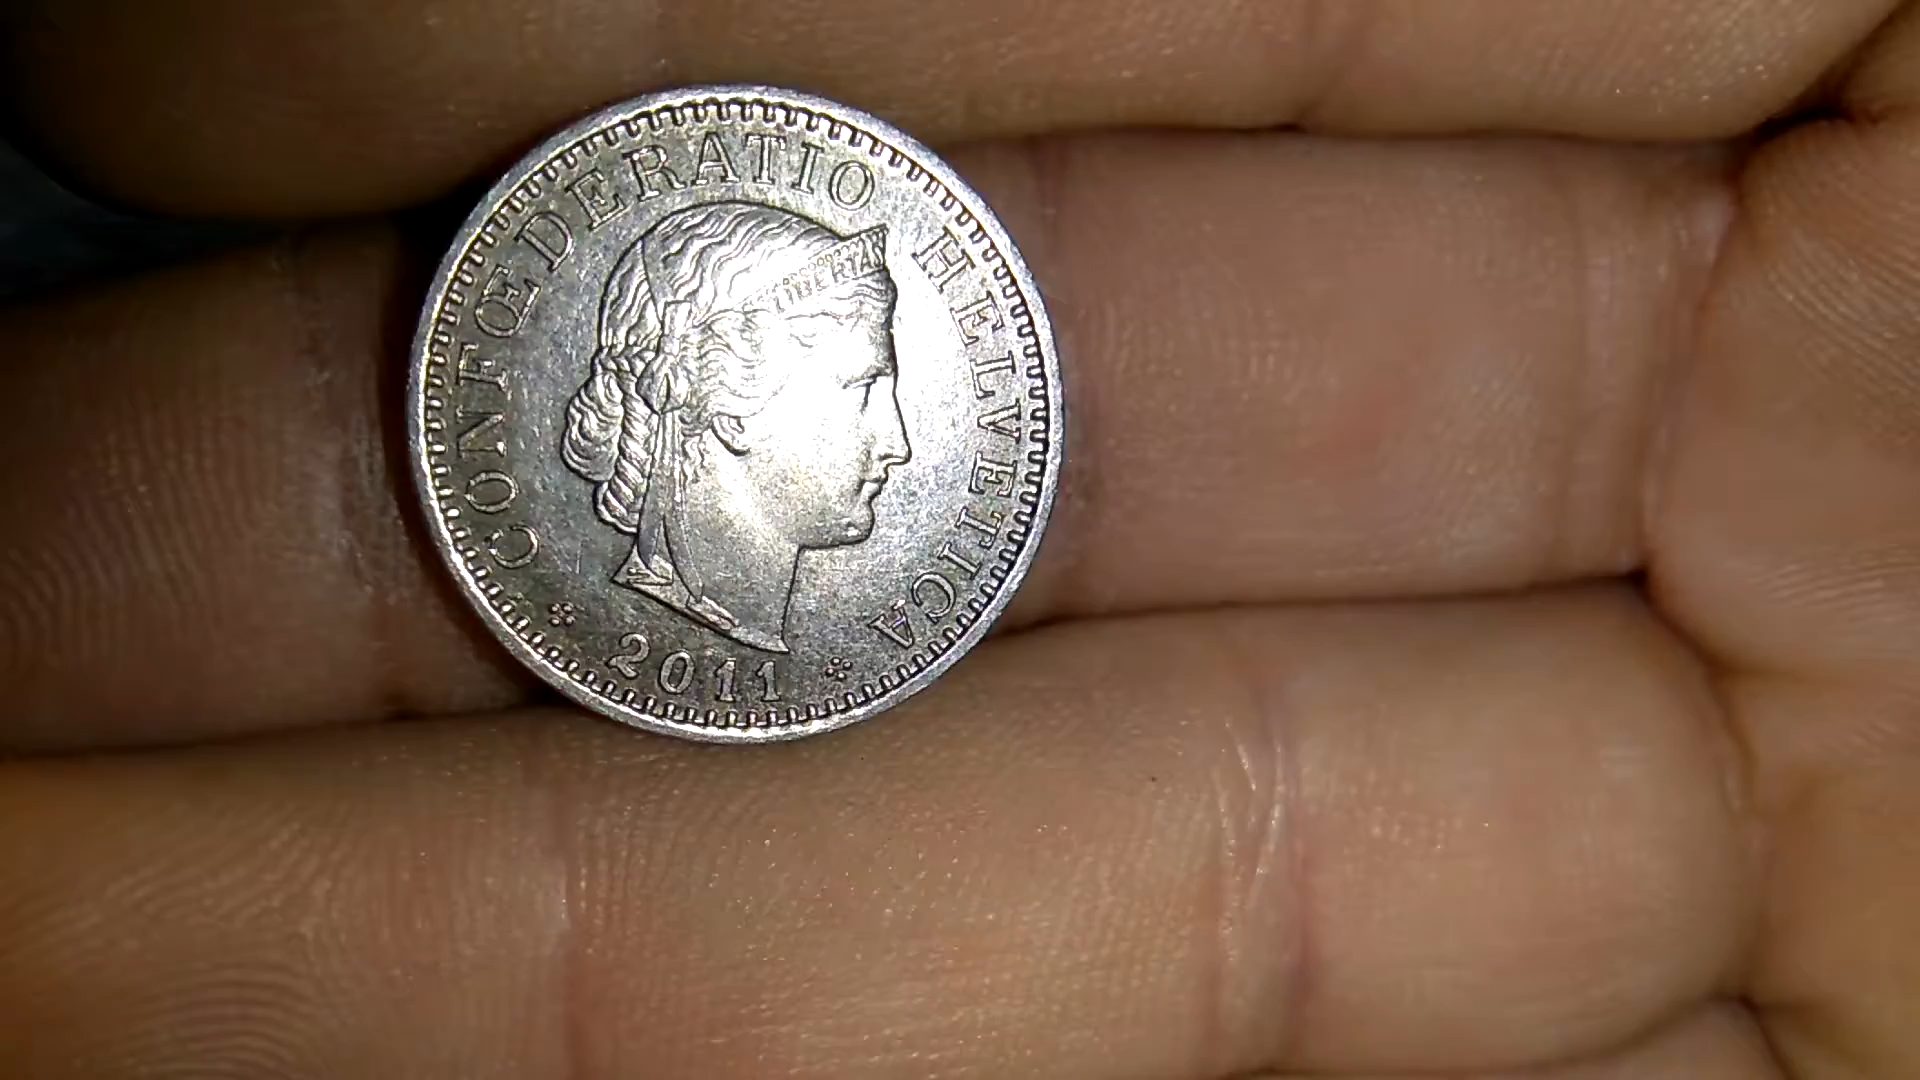 CONFŒDERATIO HELVETICA
LIBERTAS
* 2011 *